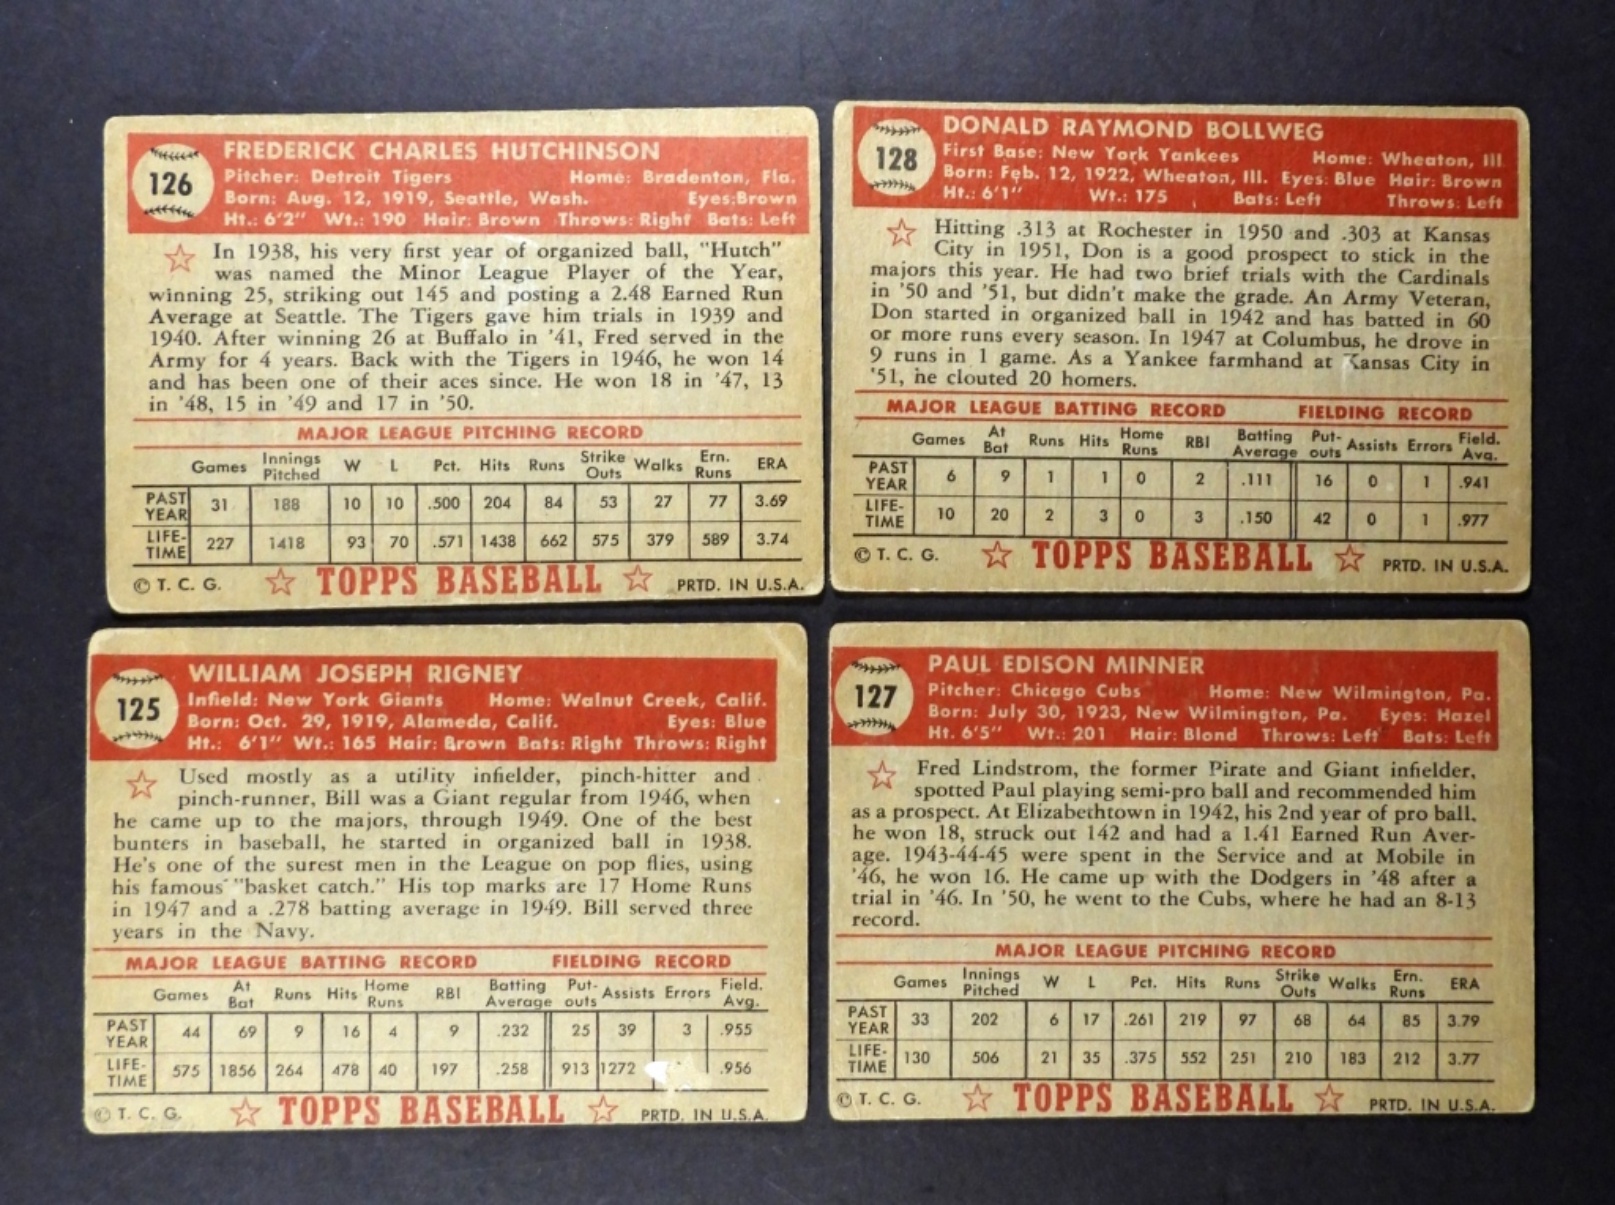 126
FREDERICK CHARLES HUTCHINSON
Pitcher: Detroit Tigers Home: Bradenton, Fla.
Born: Aug. 12, 1919, Seattle, Wash. Eyes:Brown
Ht.: 6'2" Wt.: 190 Hair: Brown Throws: Right Bats: Left
In 1938, his very first year of organized ball, "Hutch"
was named the Minor League Player of the Year,
winning 25, striking out 145 and posting a 2.48 Earned Run
Average at Seattle. The Tigers gave him trials in 1939 and
1940. After winning 26 at Buffalo in '41, Fred served in the
Army for 4 years. Back with the Tigers in 1946, he won 14
and has been one of their aces since. He won 18 in '47, 13
in '48, 15 in '49 and 17 in '50.
MAJOR LEAGUE PITCHING RECORD
Games Innings Pitched W L Pct. Hits Runs Strike Outs Walks Ern. Runs ERA
PAST YEAR 31 188 10 10 .500 204 84 53 27 77 3.69
LIFE-TIME 227 1418 93 70 .571 1438 662 575 379 589 3.74
© T. C. G. TOPPS BASEBALL PRTD. IN U.S.A.
128
DONALD RAYMOND BOLLWEG
First Base: New York Yankees Home: Wheaton, Ill
Born: Feb. 12, 1922, Wheaton, Ill. Eyes: Blue Hair: Brown
Ht.: 6'1" Wt.: 175 Bats: Left Throws: Left
Hitting .313 at Rochester in 1950 and .303 at Kansas
City in 1951, Don is a good prospect to stick in the
majors this year. He had two brief trials with the Cardinals
in '50 and '51, but didn't make the grade. An Army Veteran,
Don started in organized ball in 1942 and has batted in 60
or more runs every season. In 1947 at Columbus, he drove in
9 runs in 1 game. As a Yankee farmhand at Kansas City in
'51, he clouted 20 homers.
MAJOR LEAGUE BATTING RECORD FIELDING RECORD
Games At Bat Runs Hits Home Runs RBI Batting Average Put-outs Assists Errors Field. Avg.
PAST YEAR 6 9 1 1 0 2 .111 16 0 1 .941
LIFE-TIME 10 20 2 3 0 3 .150 42 0 1 .977
© T. C. G. TOPPS BASEBALL PRTD. IN U.S.A.
125
WILLIAM JOSEPH RIGNEY
Infield: New York Giants Home: Walnut Creek, Calif.
Born: Oct. 29, 1919, Alameda, Calif. Eyes: Blue
Ht.: 6'1" Wt.: 165 Hair: Brown Bats: Right Throws: Right
Used mostly as a utility infielder, pinch-hitter and
pinch-runner, Bill was a Giant regular from 1946, when
he came up to the majors, through 1949. One of the best
bunters in baseball, he started in organized ball in 1938.
He's one of the surest men in the League on pop flies, using
his famous "basket catch." His top marks are 17 Home Runs
in 1947 and a .278 batting average in 1949. Bill served three
years in the Navy.
MAJOR LEAGUE BATTING RECORD FIELDING RECORD
Games At Bat Runs Hits Home Runs RBI Batting Average Put-outs Assists Errors Field. Avg.
PAST YEAR 44 69 9 16 4 9 .232 25 39 3 .955
LIFE-TIME 575 1856 264 478 40 197 .258 913 1272 .956
© T. C. G. TOPPS BASEBALL PRTD. IN U.S.A.
127
PAUL EDISON MINNER
Pitcher: Chicago Cubs Home: New Wilmington, Pa.
Born: July 30, 1923, New Wilmington, Pa. Eyes: Hazel
Ht. 6'5" Wt.: 201 Hair: Blond Throws: Left Bats: Left
Fred Lindstrom, the former Pirate and Giant infielder,
spotted Paul playing semi-pro ball and recommended him
as a prospect. At Elizabethtown in 1942, his 2nd year of pro ball,
he won 18, struck out 142 and had a 1.41 Earned Run Aver-
age. 1943-44-45 were spent in the Service and at Mobile in
'46, he won 16. He came up with the Dodgers in '48 after a
trial in '46. In '50, he went to the Cubs, where he had an 8-13
record.
MAJOR LEAGUE PITCHING RECORD
Games Innings Pitched W L Pct. Hits Runs Strike Outs Walks Ern. Runs ERA
PAST YEAR 33 202 6 17 .261 219 97 68 64 85 3.79
LIFE-TIME 130 506 21 35 .375 552 251 210 183 212 3.77
© T. C. G. TOPPS BASEBALL PRTD. IN U.S.A.